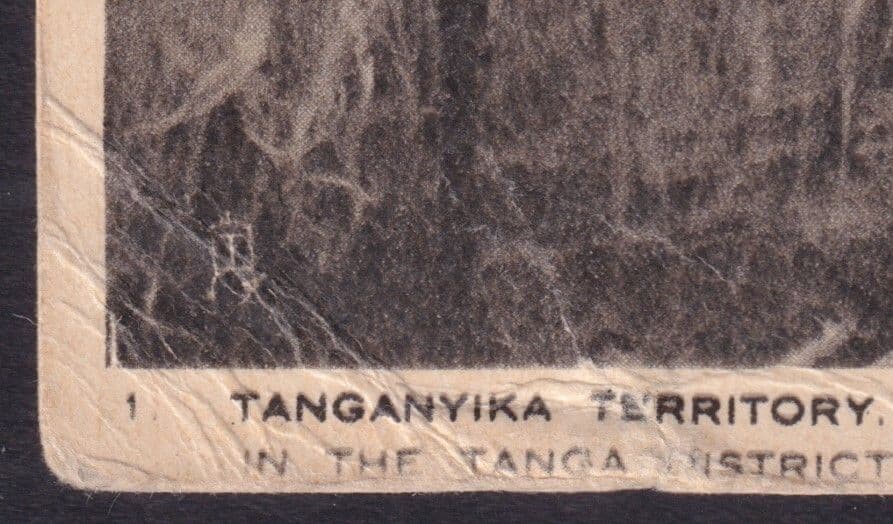 1. TANGANYIKA TERRITORY.
IN THE TANGA DISTRICT